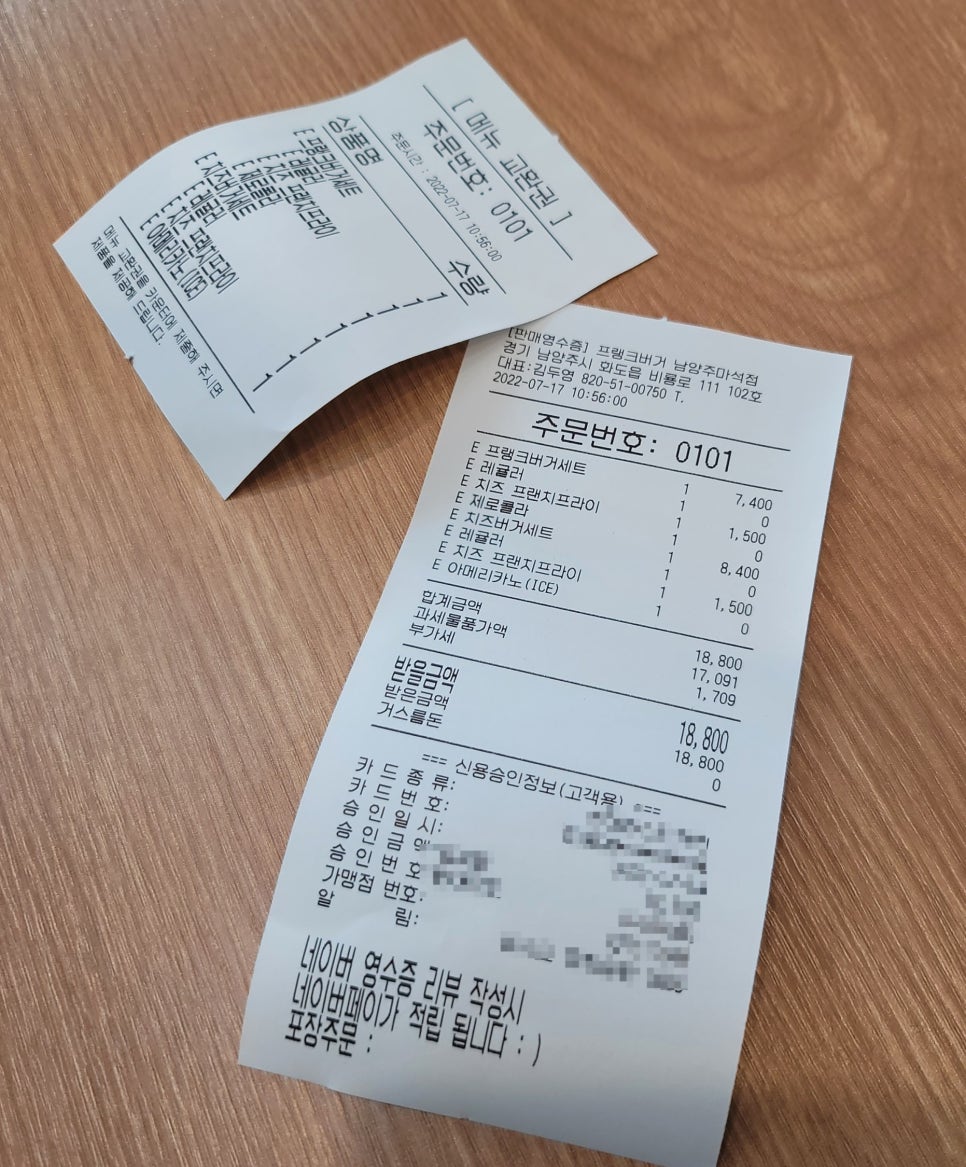 [ 메뉴 교환권 ]
주문번호: 0101
주문시간 : 2022-07-17 10:56:00
상품명 수량
E 프랭크버거세트 1
E 레귤러 1
E 치즈 프랜치프라이 1
E 제로콜라 1
E 치즈버거세트 1
E 레귤러 1
E 치즈 프랜치프라이 1
E 아메리카노(ICE) 1
메뉴 교환권을 카운터에 제출해 주시면
제품을 제공해 드립니다.
[판매영수증] 프랭크버거 남양주마석점
경기 남양주시 화도읍 비룡로 111 102호
대표:김두영 820-51-00750 T.
2022-07-17 10:56:00
주문번호: 0101
E 프랭크버거세트 1 7,400
E 레귤러 1 0
E 치즈 프랜치프라이 1 1,500
E 제로콜라 1 0
E 치즈버거세트 1 8,400
E 레귤러 1 0
E 치즈 프랜치프라이 1 1,500
E 아메리카노(ICE) 1 0
합계금액 18,800
과세물품가액 17,091
부가세 1,709
받을금액 18,800
받은금액 18,800
거스름돈 0
=== 신용승인정보(고객용) ===
카 드 종 류:
카 드 번 호:
승 인 일 시:
승 인 금 액
승 인 번 호
가맹점 번호:
알 림:
네이버 영수증 리뷰 작성시
네이버페이가 적립 됩니다 : )
포장주문 :